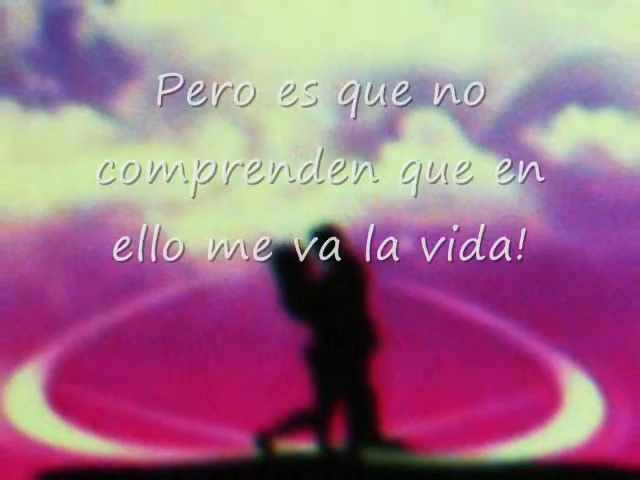 Pero es que no
comprenden que en
ello me va la vida!